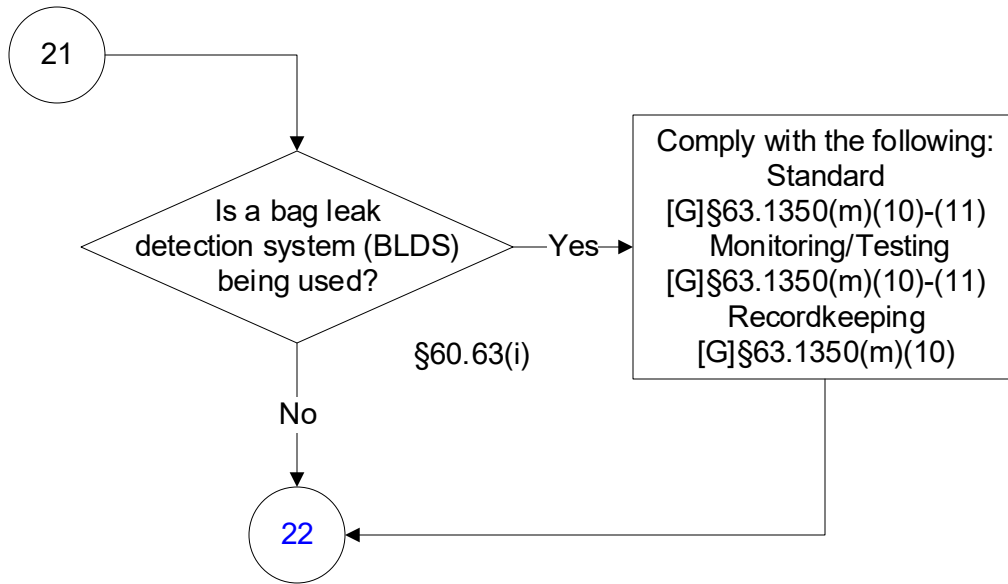 21
Is a bag leak
detection system (BLDS)
being used?
Yes
Comply with the following:
Standard
[G]§63.1350(m)(10)-(11)
Monitoring/Testing
[G]§63.1350(m)(10)-(11)
Recordkeeping
[G]§63.1350(m)(10)
§60.63(i)
No
22